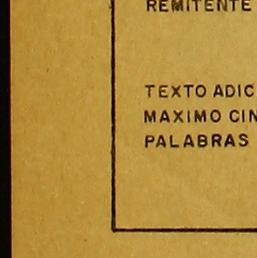 REMITENTE
TEXTO ADIC
MAXIMO CIN
PALABRAS